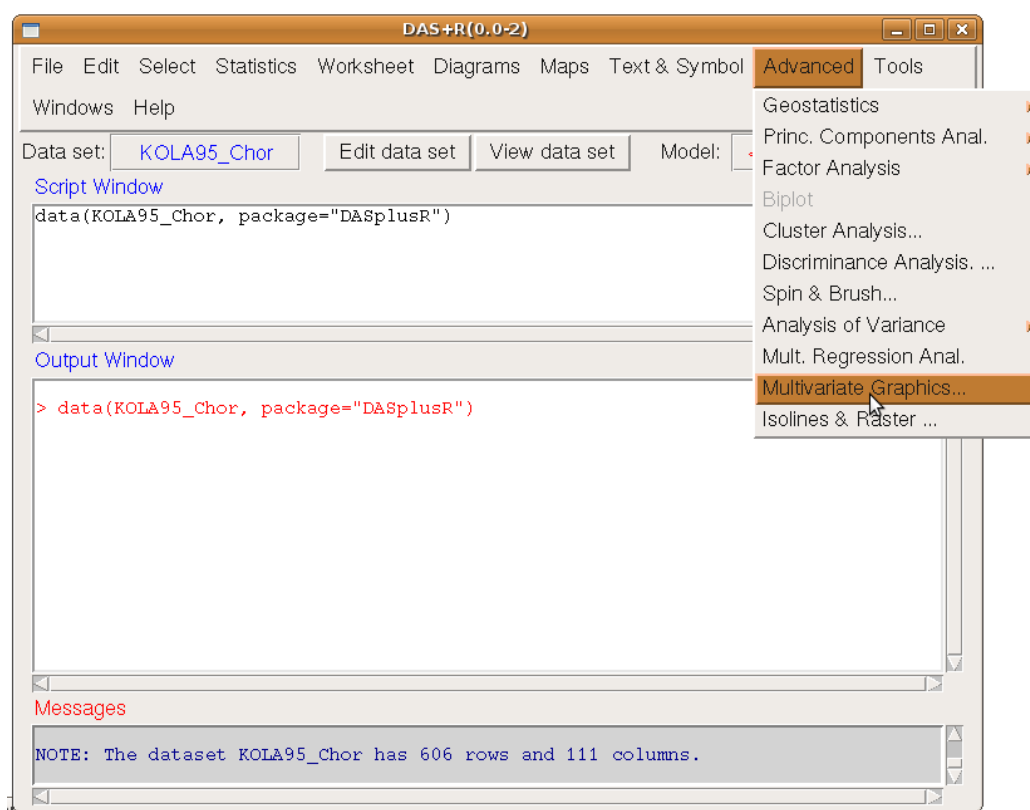 DAS+R(0.0-2)
File Edit Select Statistics Worksheet Diagrams Maps Text & Symbol Advanced Tools
Windows Help
Data set: KOLA95_Chor Edit data set View data set Model:
Script Window
data(KOLA95_Chor, package="DASplusR")
Geostatistics
Princ. Components Anal.
Factor Analysis
Biplot
Cluster Analysis...
Discriminance Analysis. ...
Spin & Brush...
Analysis of Variance
Mult. Regression Anal.
Multivariate Graphics...
Isolines & Raster ...
Output Window
> data(KOLA95_Chor, package="DASplusR")
Messages
NOTE: The dataset KOLA95_Chor has 606 rows and 111 columns.